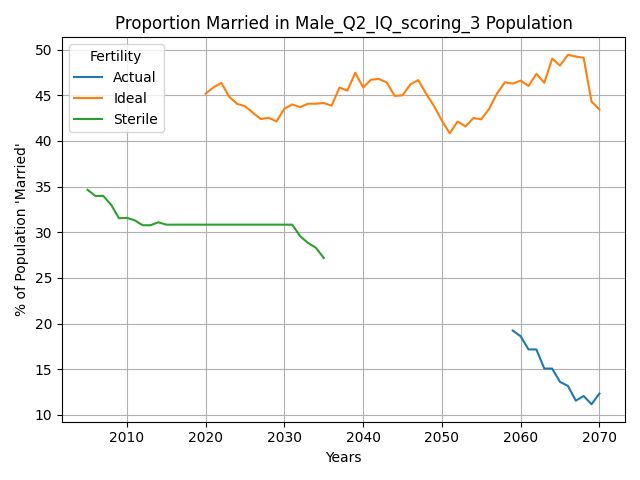 Proportion Married in Male_Q2_IQ_scoring_3 Population
% of Population 'Married'
50
45
40
35
30
25
20
15
10
Fertility
Actual
Ideal
Sterile
2010 2020 2030 2040 2050 2060 2070
Years